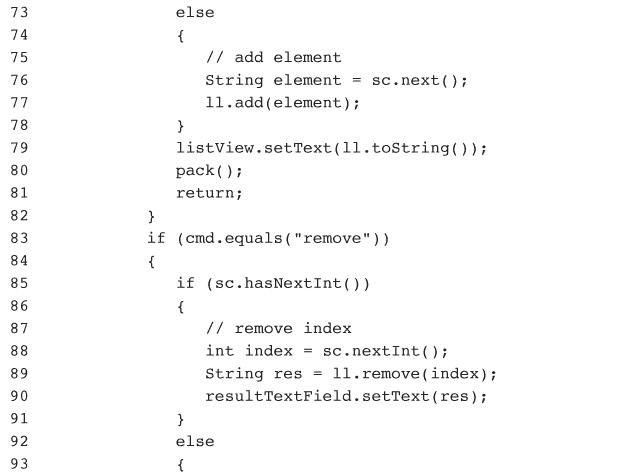 73 else
74 {
75 // add element
76 String element = sc.next();
77 ll.add(element);
78 }
79 listView.setText(ll.toString());
80 pack();
81 return;
82 }
83 if (cmd.equals("remove"))
84 {
85 if (sc.hasNextInt())
86 {
87 // remove index
88 int index = sc.nextInt();
89 String res = ll.remove(index);
90 resultTextField.setText(res);
91 }
92 else
93 {